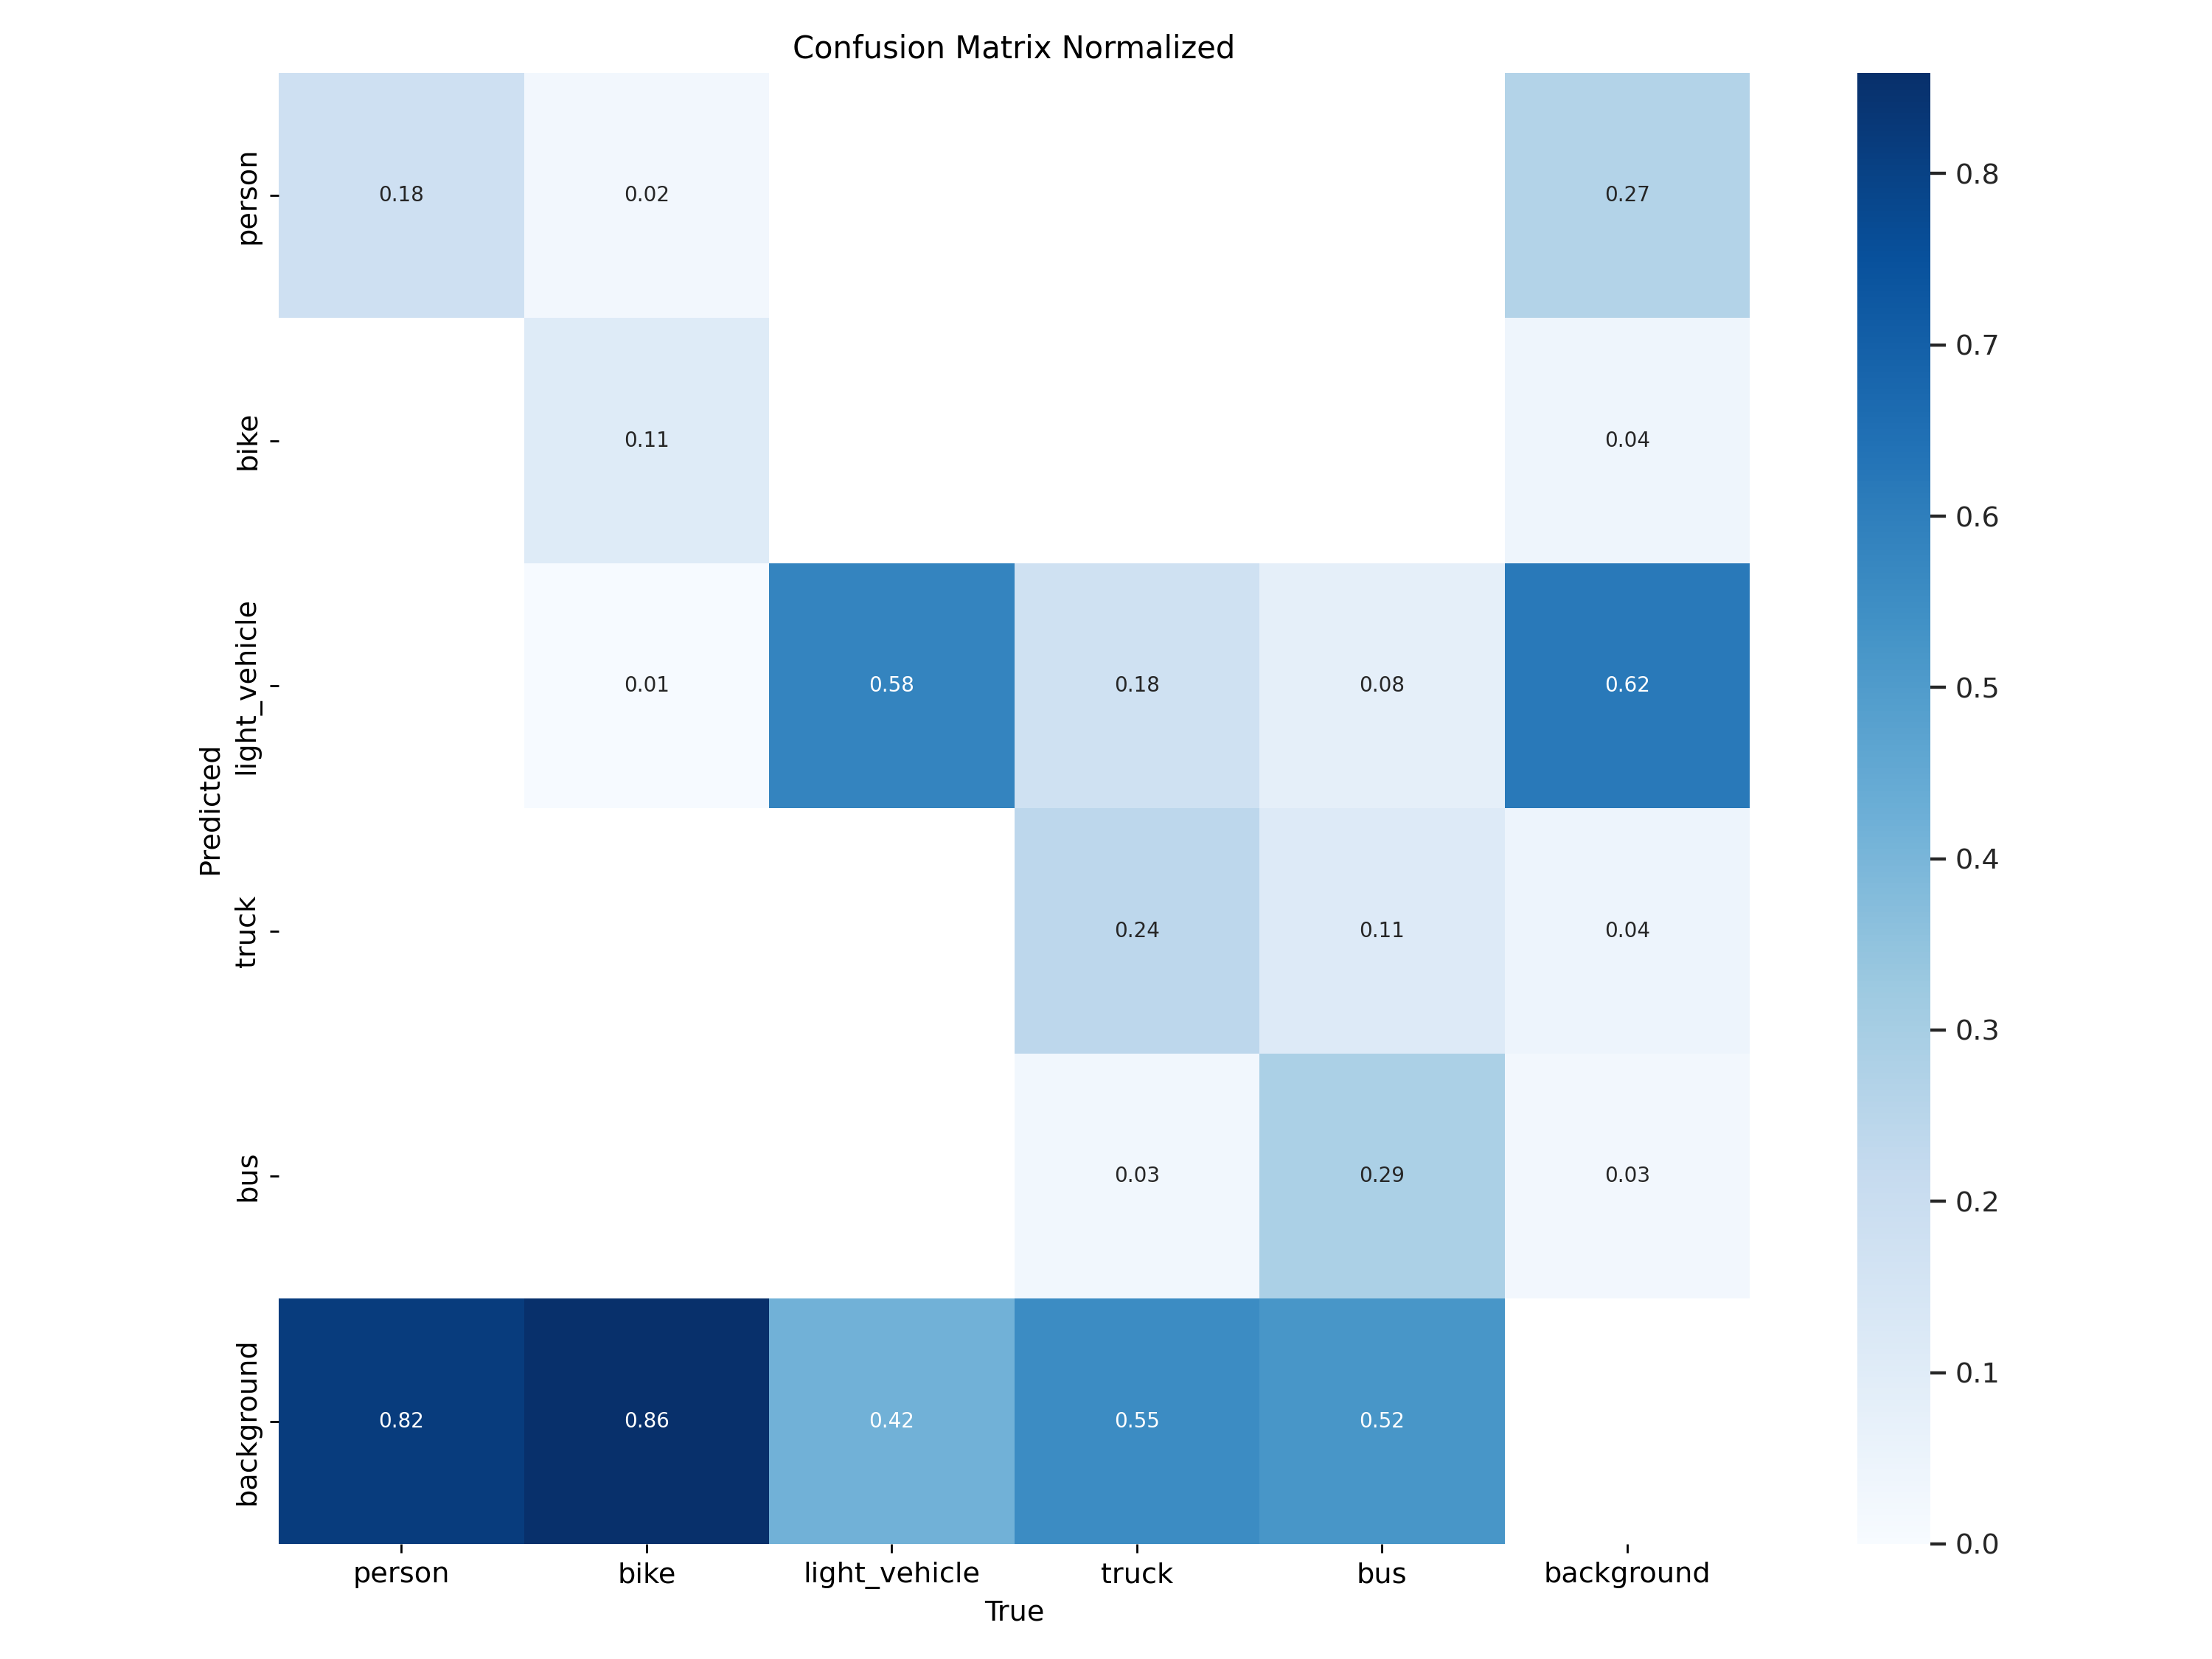 Confusion Matrix Normalized
person
0.18 0.02 0.27
bike
0.11 0.04
light_vehicle
0.01 0.58 0.18 0.08 0.62
truck
0.24 0.11 0.04
bus
0.03 0.29 0.03
background
0.82 0.86 0.42 0.55 0.52
Predicted
person bike light_vehicle truck bus background
True
0.8
0.7
0.6
0.5
0.4
0.3
0.2
0.1
0.0